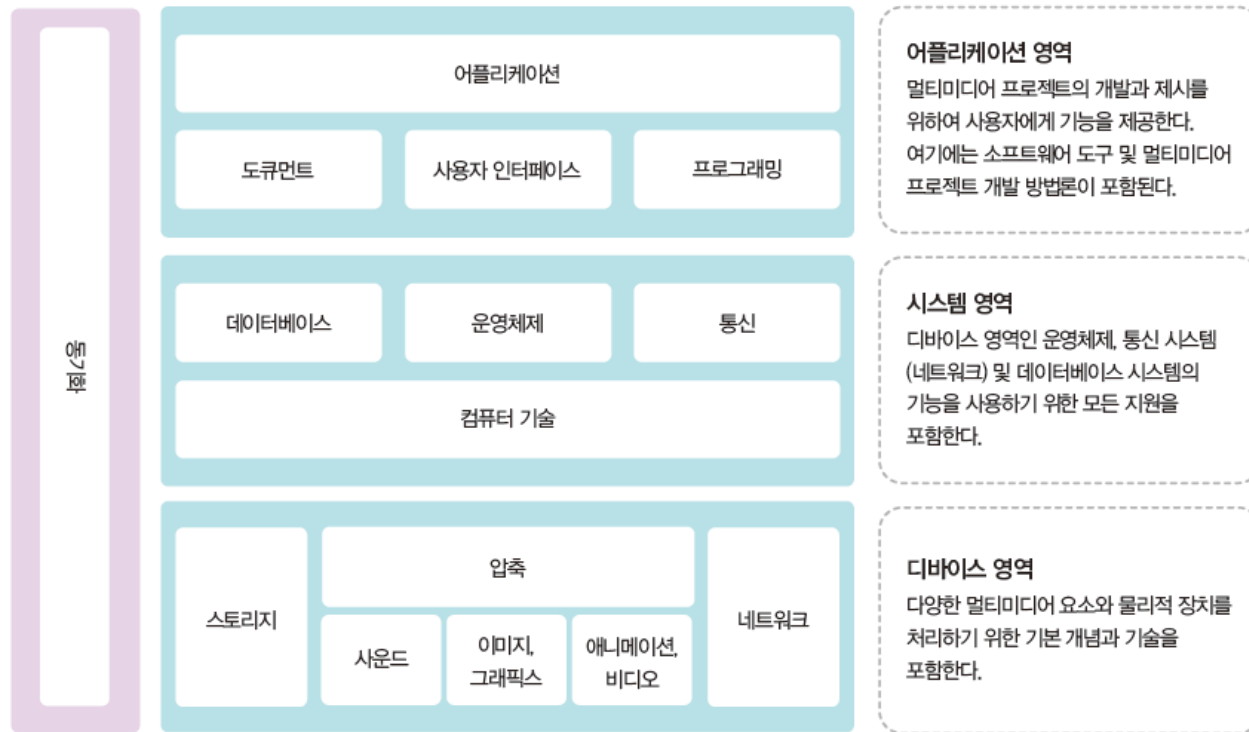 동기화
어플리케이션
도큐먼트
사용자 인터페이스
프로그래밍
어플리케이션 영역
멀티미디어 프로젝트의 개발과 제시를
위하여 사용자에게 기능을 제공한다.
여기에는 소프트웨어 도구 및 멀티미디어
프로젝트 개발 방법론이 포함된다.
데이터베이스
운영체제
통신
컴퓨터 기술
시스템 영역
디바이스 영역인 운영체제, 통신 시스템
(네트워크) 및 데이터베이스 시스템의
기능을 사용하기 위한 모든 지원을
포함한다.
스토리지
압축
사운드
이미지,
그래픽스
애니메이션,
비디오
네트워크
디바이스 영역
다양한 멀티미디어 요소와 물리적 장치를
처리하기 위한 기본 개념과 기술을
포함한다.